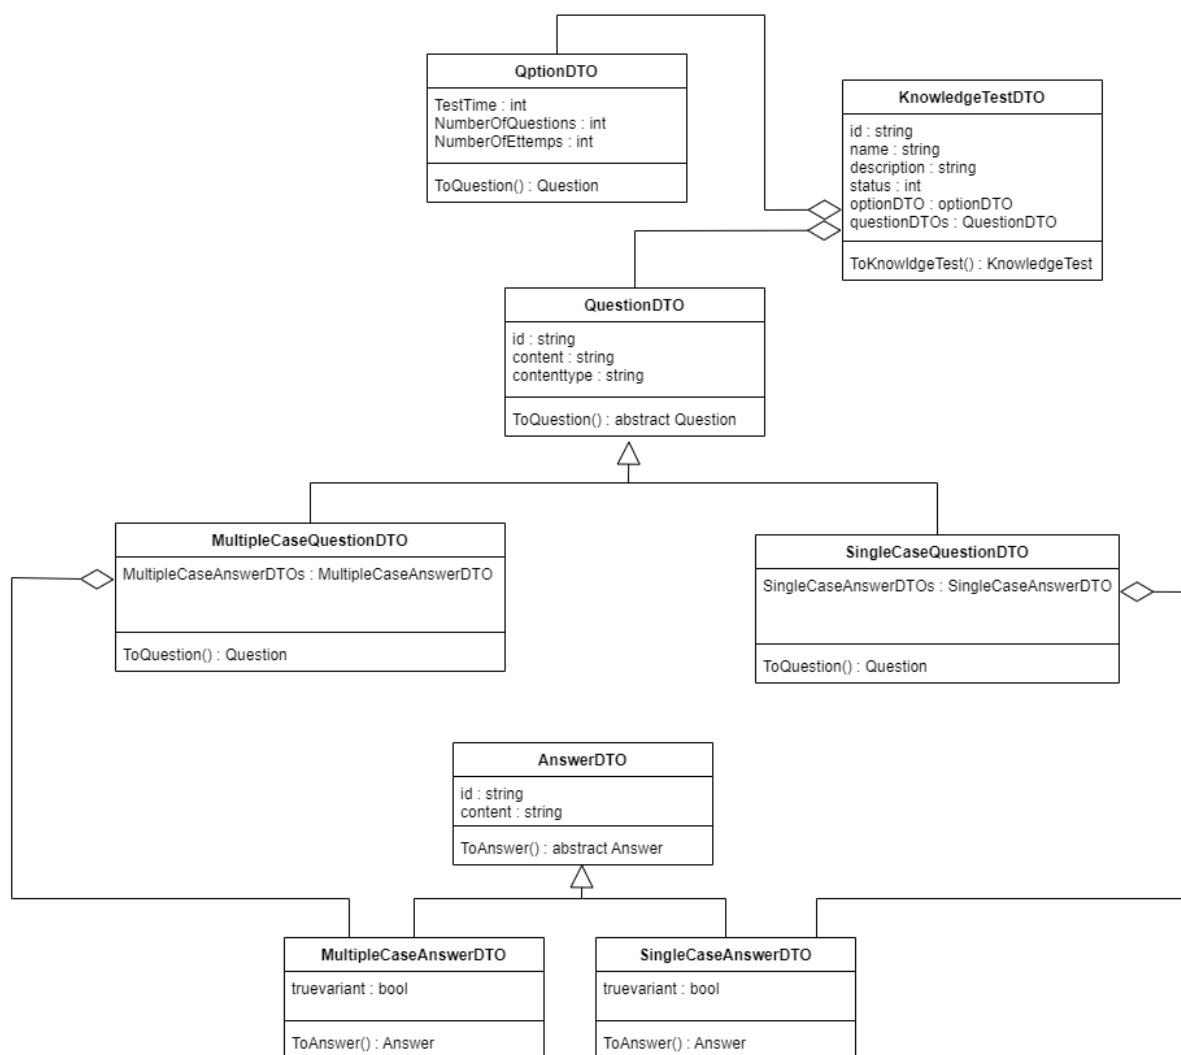 QptionDTO
TestTime : int
NumberOfQuestions : int
NumberOfEttemps : int
ToQuestion() : Question
KnowledgeTestDTO
id : string
name : string
description : string
status : int
optionDTO : optionDTO
questionDTOs : QuestionDTO
ToKnowldgeTest() : KnowledgeTest
QuestionDTO
id : string
content : string
contenttype : string
ToQuestion() : abstract Question
MultipleCaseQuestionDTO
MultipleCaseAnswerDTOs : MultipleCaseAnswerDTO
ToQuestion() : Question
SingleCaseQuestionDTO
SingleCaseAnswerDTOs : SingleCaseAnswerDTO
ToQuestion() : Question
AnswerDTO
id : string
content : string
ToAnswer() : abstract Answer
MultipleCaseAnswerDTO
truevariant : bool
ToAnswer() : Answer
SingleCaseAnswerDTO
truevariant : bool
ToAnswer() : Answer